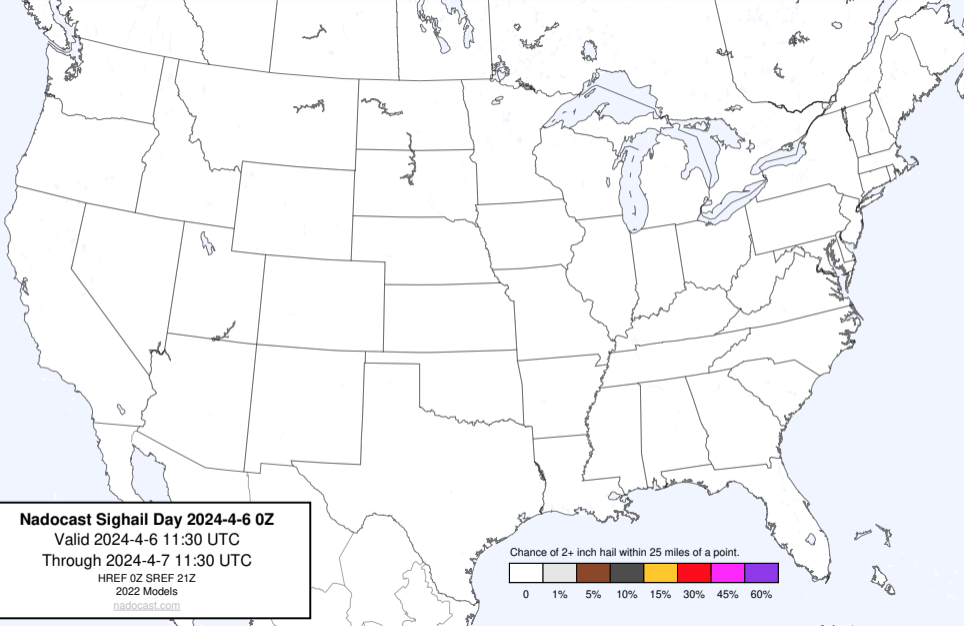 Nadocast Sighail Day 2024-4-6 0Z
Valid 2024-4-6 11:30 UTC
Through 2024-4-7 11:30 UTC
HREF 0Z SREF 21Z
2022 Models
nadocast.com
Chance of 2+ inch hail within 25 miles of a point.
0 1% 5% 10% 15% 30% 45% 60%